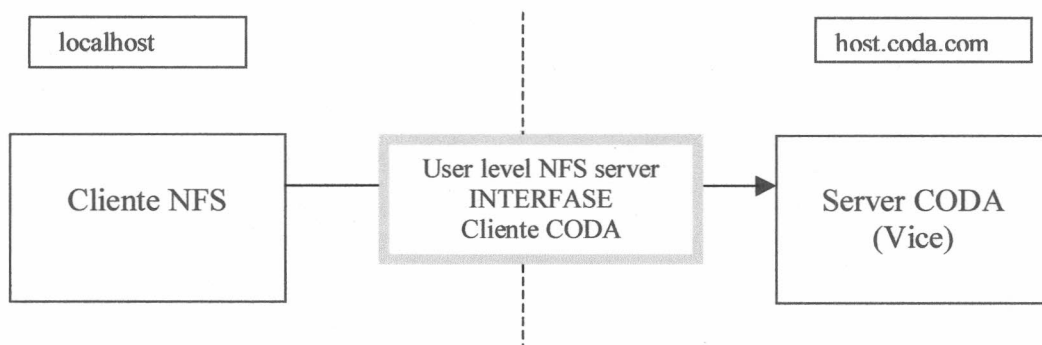 localhost
host.coda.com
Cliente NFS
User level NFS server
INTERFASE
Cliente CODA
Server CODA
(Vice)